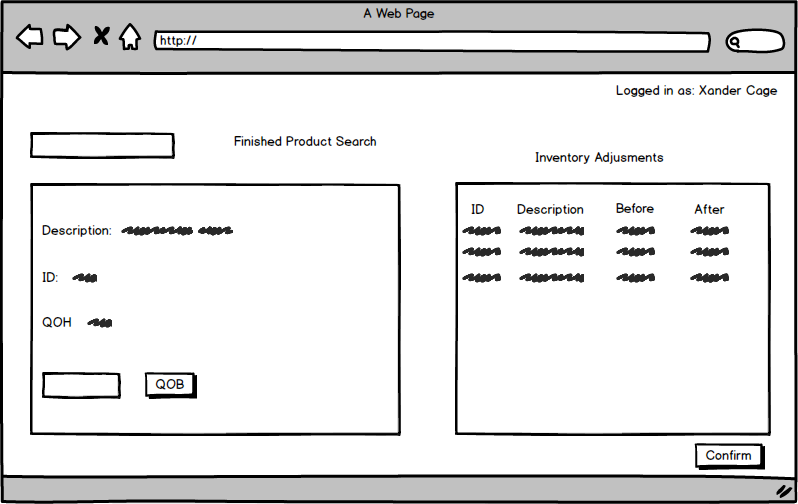 A Web Page
http://
Logged in as: Xander Cage
Finished Product Search
Inventory Adjusments
Description:
ID:
QOH
QOB
ID Description Before After
Confirm